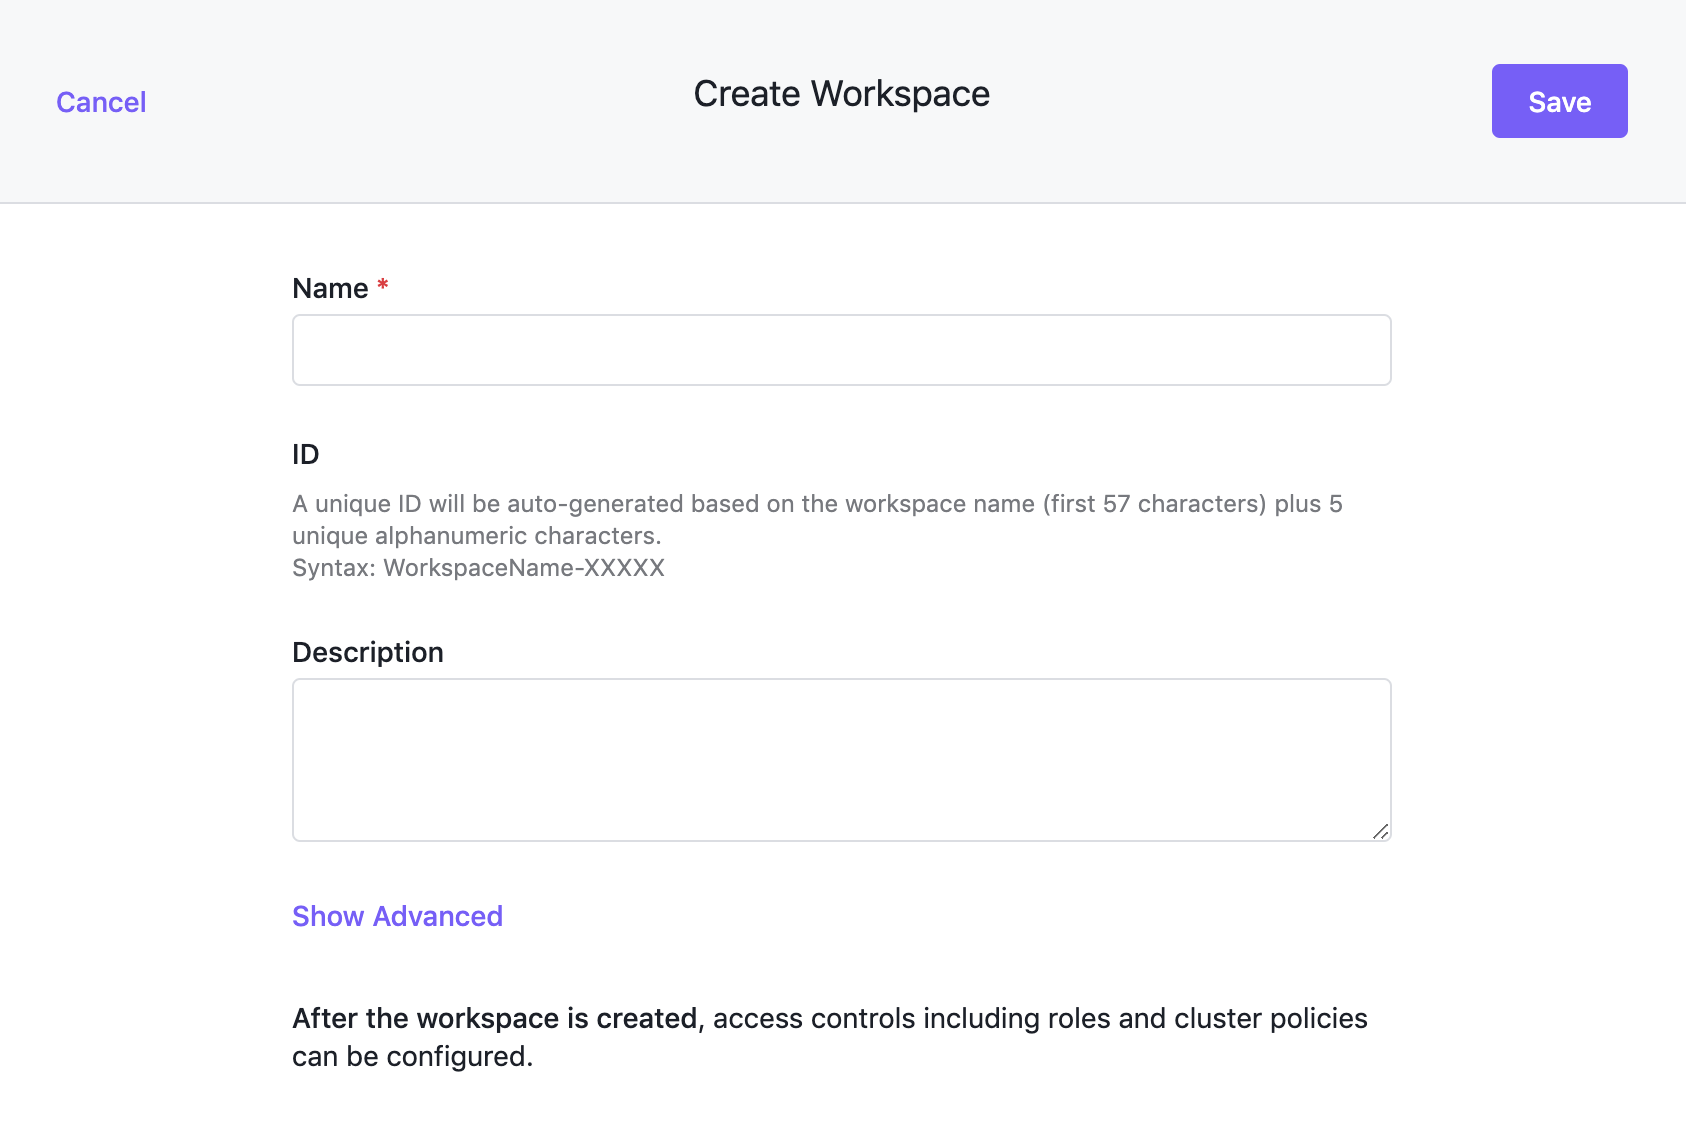 Cancel
Create Workspace
Save
Name *
ID
A unique ID will be auto-generated based on the workspace name (first 57 characters) plus 5
unique alphanumeric characters.
Syntax: WorkspaceName-XXXXX
Description
Show Advanced
After the workspace is created, access controls including roles and cluster policies
can be configured.